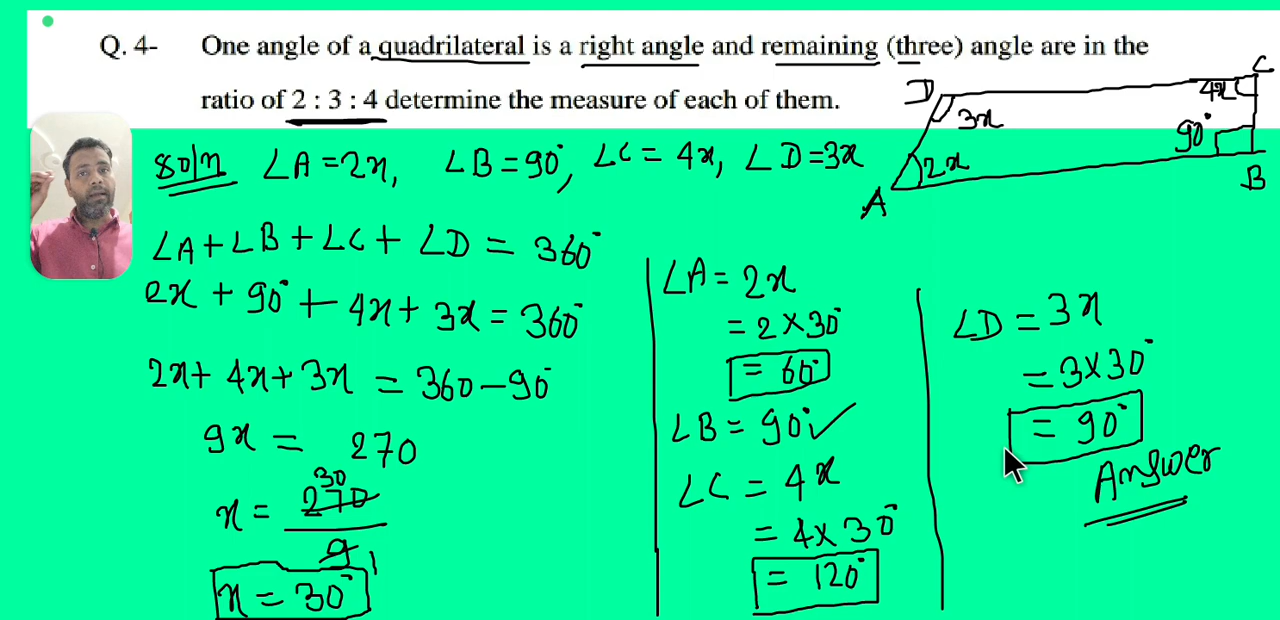 Q. 4- One angle of a quadrilateral is a right angle and remaining (three) angle are in the
ratio of 2 : 3 : 4 determine the measure of each of them.
D
C
4x
3x
90°
2x
A
B
Soln ∠A = 2x, ∠B = 90°, ∠C = 4x, ∠D = 3x
∠A + ∠B + ∠C + ∠D = 360°
2x + 90° + 4x + 3x = 360°
2x + 4x + 3x = 360 - 90°
9x = 270
30
x = 270
9 1
x = 30°
∠A = 2x
= 2 × 30°
= 60°
∠B = 90° ✓
∠C = 4x
= 4 × 30°
= 120°
∠D = 3x
= 3 × 30°
= 90°
Answer